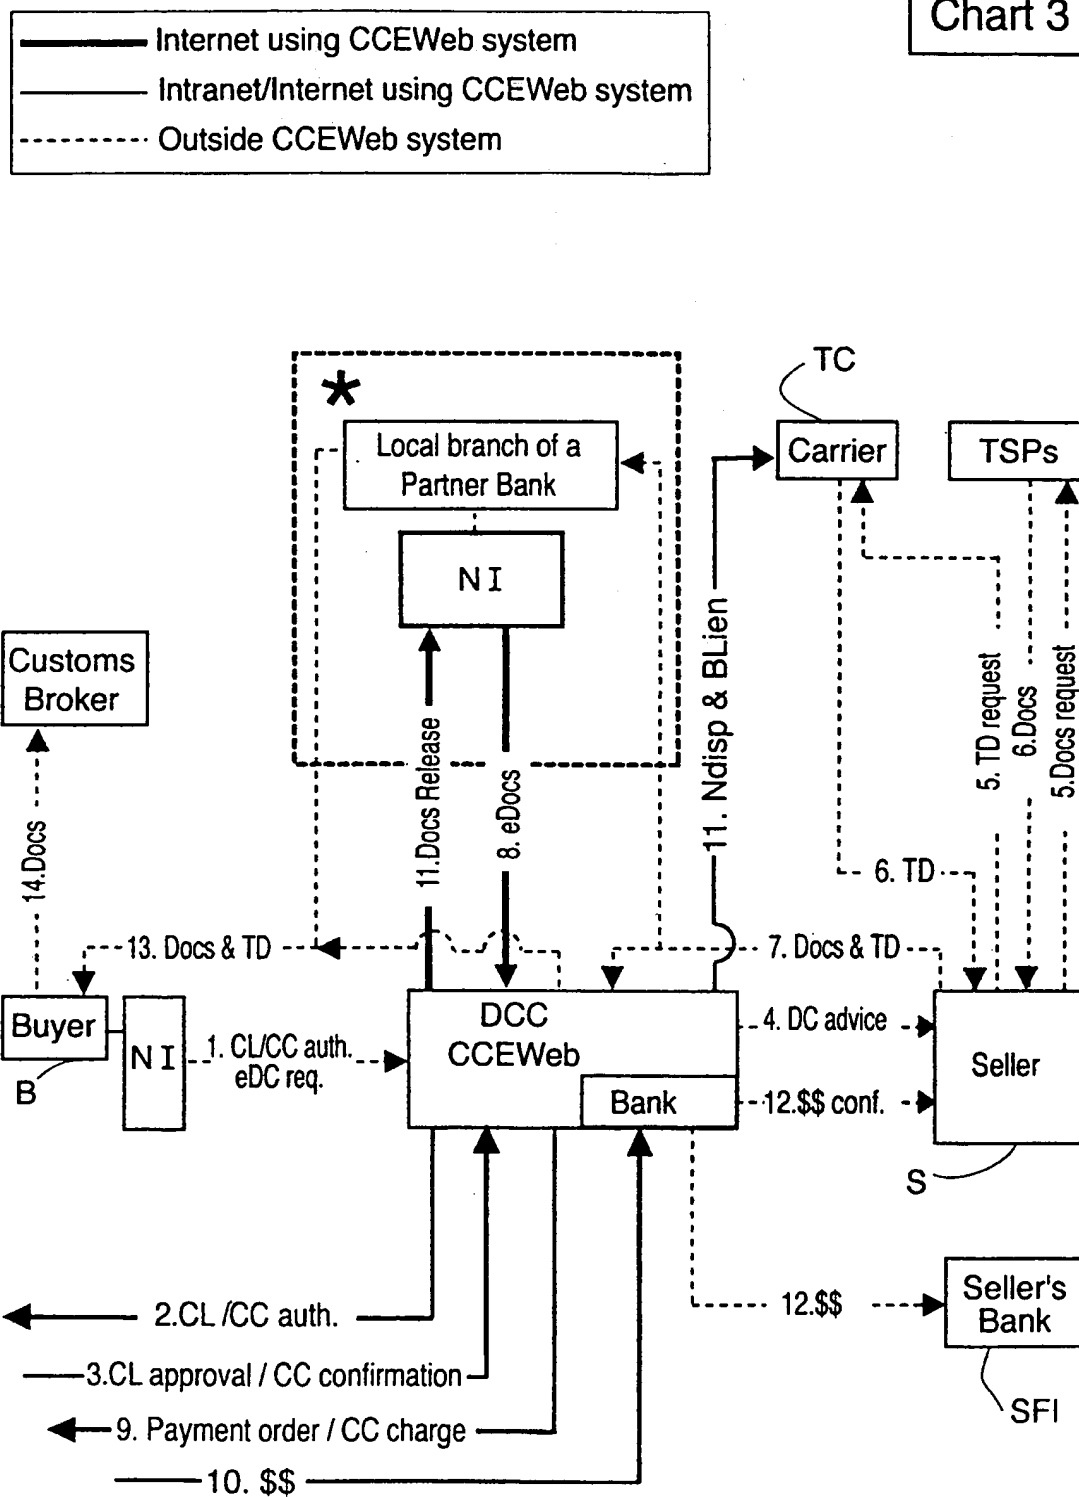 Chart 3
Internet using CCEWeb system
Intranet/Internet using CCEWeb system
Outside CCEWeb system
*
TC
Local branch of a
Partner Bank
Carrier
TSPs
NI
Customs
Broker
11. Ndisp & BLien
5. TD request
6.Docs
5.Docs request
11.Docs Release
8. eDocs
14.Docs
6. TD
13. Docs & TD
7. Docs & TD
Buyer
NI
B
1. CL/CC auth.
eDC req.
DCC
CCEWeb
Bank
4. DC advice
12.$$ conf.
Seller
S
2.CL /CC auth.
12.$$
Seller's
Bank
3.CL approval / CC confirmation
SFI
9. Payment order / CC charge
10. $$